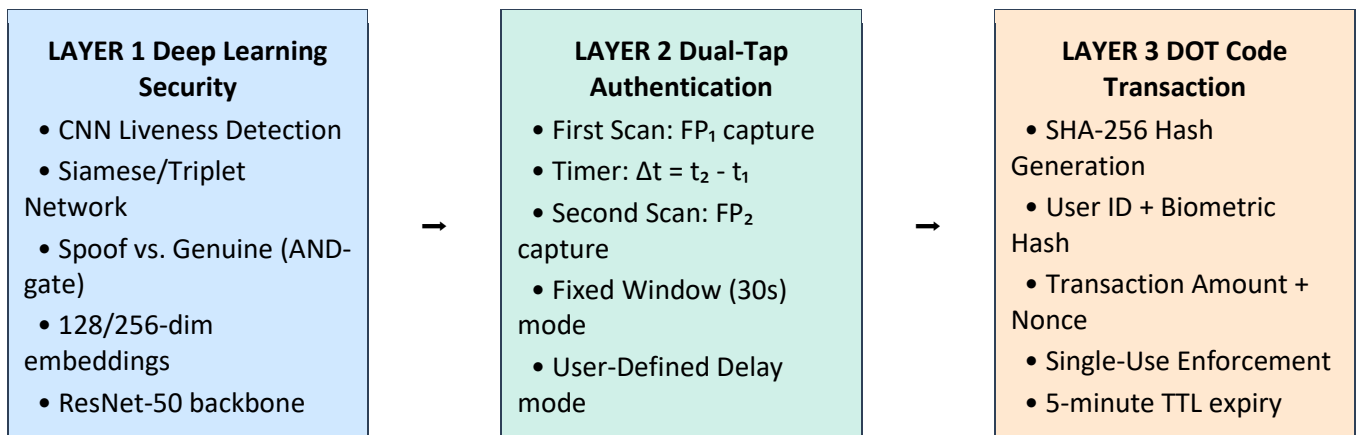 LAYER 1 Deep Learning
Security
• CNN Liveness Detection
• Siamese/Triplet
Network
• Spoof vs. Genuine (AND-
gate)
• 128/256-dim
embeddings
• ResNet-50 backbone
→
LAYER 2 Dual-Tap
Authentication
• First Scan: FP₁ capture
• Timer: Δt = t₂ - t₁
• Second Scan: FP₂
capture
• Fixed Window (30s)
mode
• User-Defined Delay
mode
→
LAYER 3 DOT Code
Transaction
• SHA-256 Hash
Generation
• User ID + Biometric
Hash
• Transaction Amount +
Nonce
• Single-Use Enforcement
• 5-minute TTL expiry